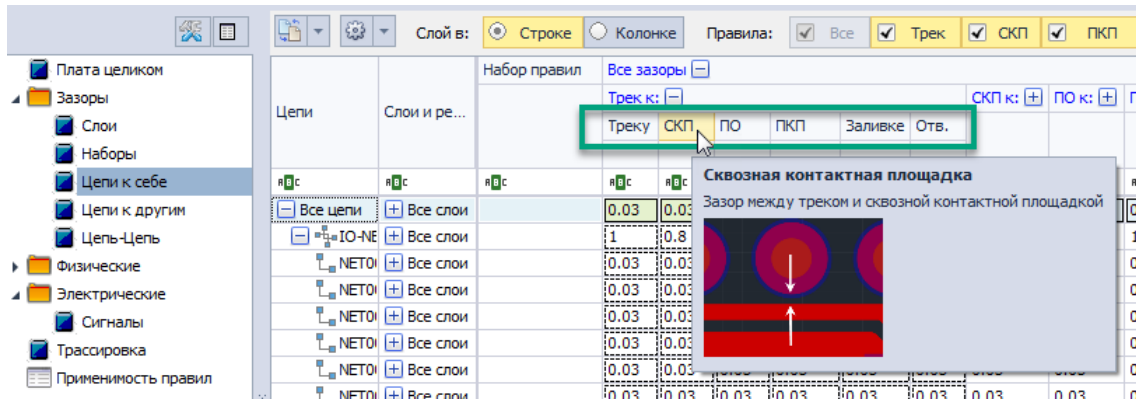 Слой в: Строке Колонке Правила: Все Трек СКП ПКП
Плата целиком
Зазоры
Слои
Наборы
Цепи к себе
Цепи к другим
Цепь-Цепь
Физические
Электрические
Сигналы
Трассировка
Применимость правил
Цепи Слои и ре... Набор правил Все зазоры
Трек к: СКП к: ПО к:
Треку СКП ПО ПКП Заливке Отв.
Сквозная контактная площадка
Зазор между треком и сквозной контактной площадкой
Все цепи Все слои 0.03
IO-NE Все слои 1 0.8
NET0 Все слои 0.03
NET0 Все слои 0.03
NET0 Все слои 0.03
NET0 Все слои 0.03
NET0 Все слои 0.03 0.03
NET0 Все слои 0.03 0.03 0.03 0.03 0.03 0.03 0.03 0.03